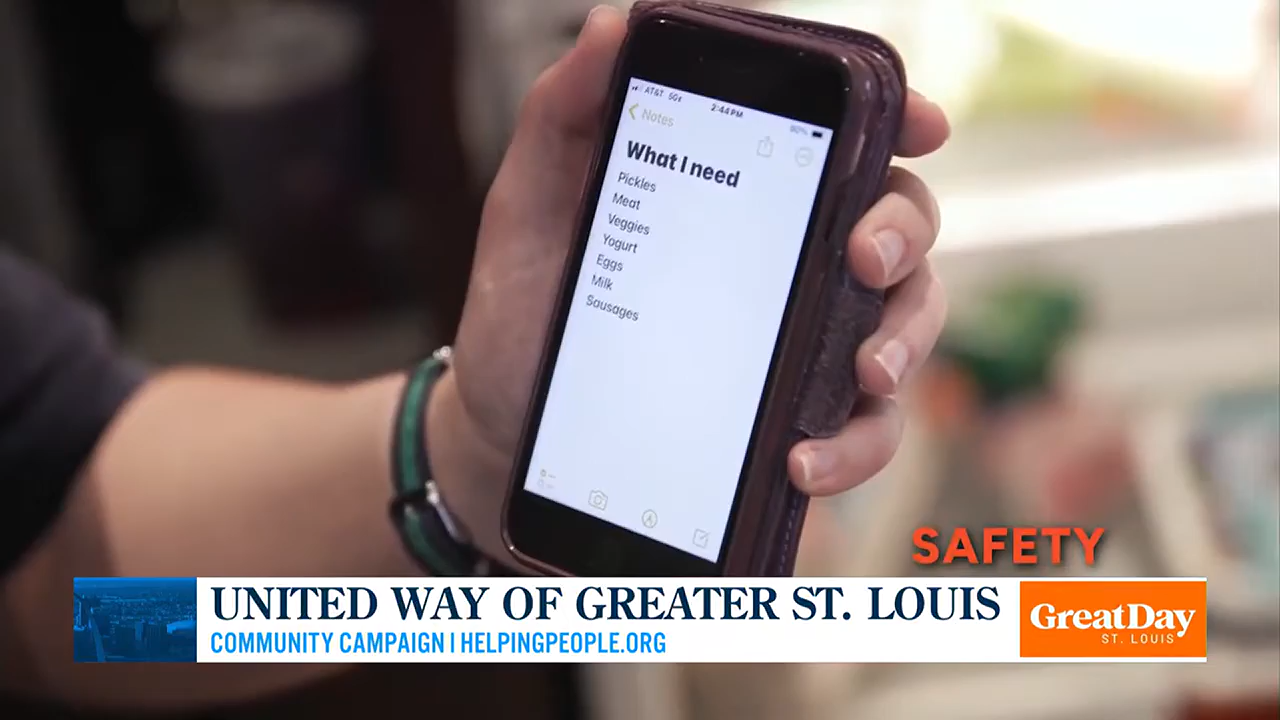 AT&T 5GE
2:44 PM
90%
Notes
What I need
Pickles
Meat
Veggies
Yogurt
Eggs
Milk
Sausages
SAFETY
UNITED WAY OF GREATER ST. LOUIS
COMMUNITY CAMPAIGN | HELPINGPEOPLE.ORG
GreatDay
ST. LOUIS